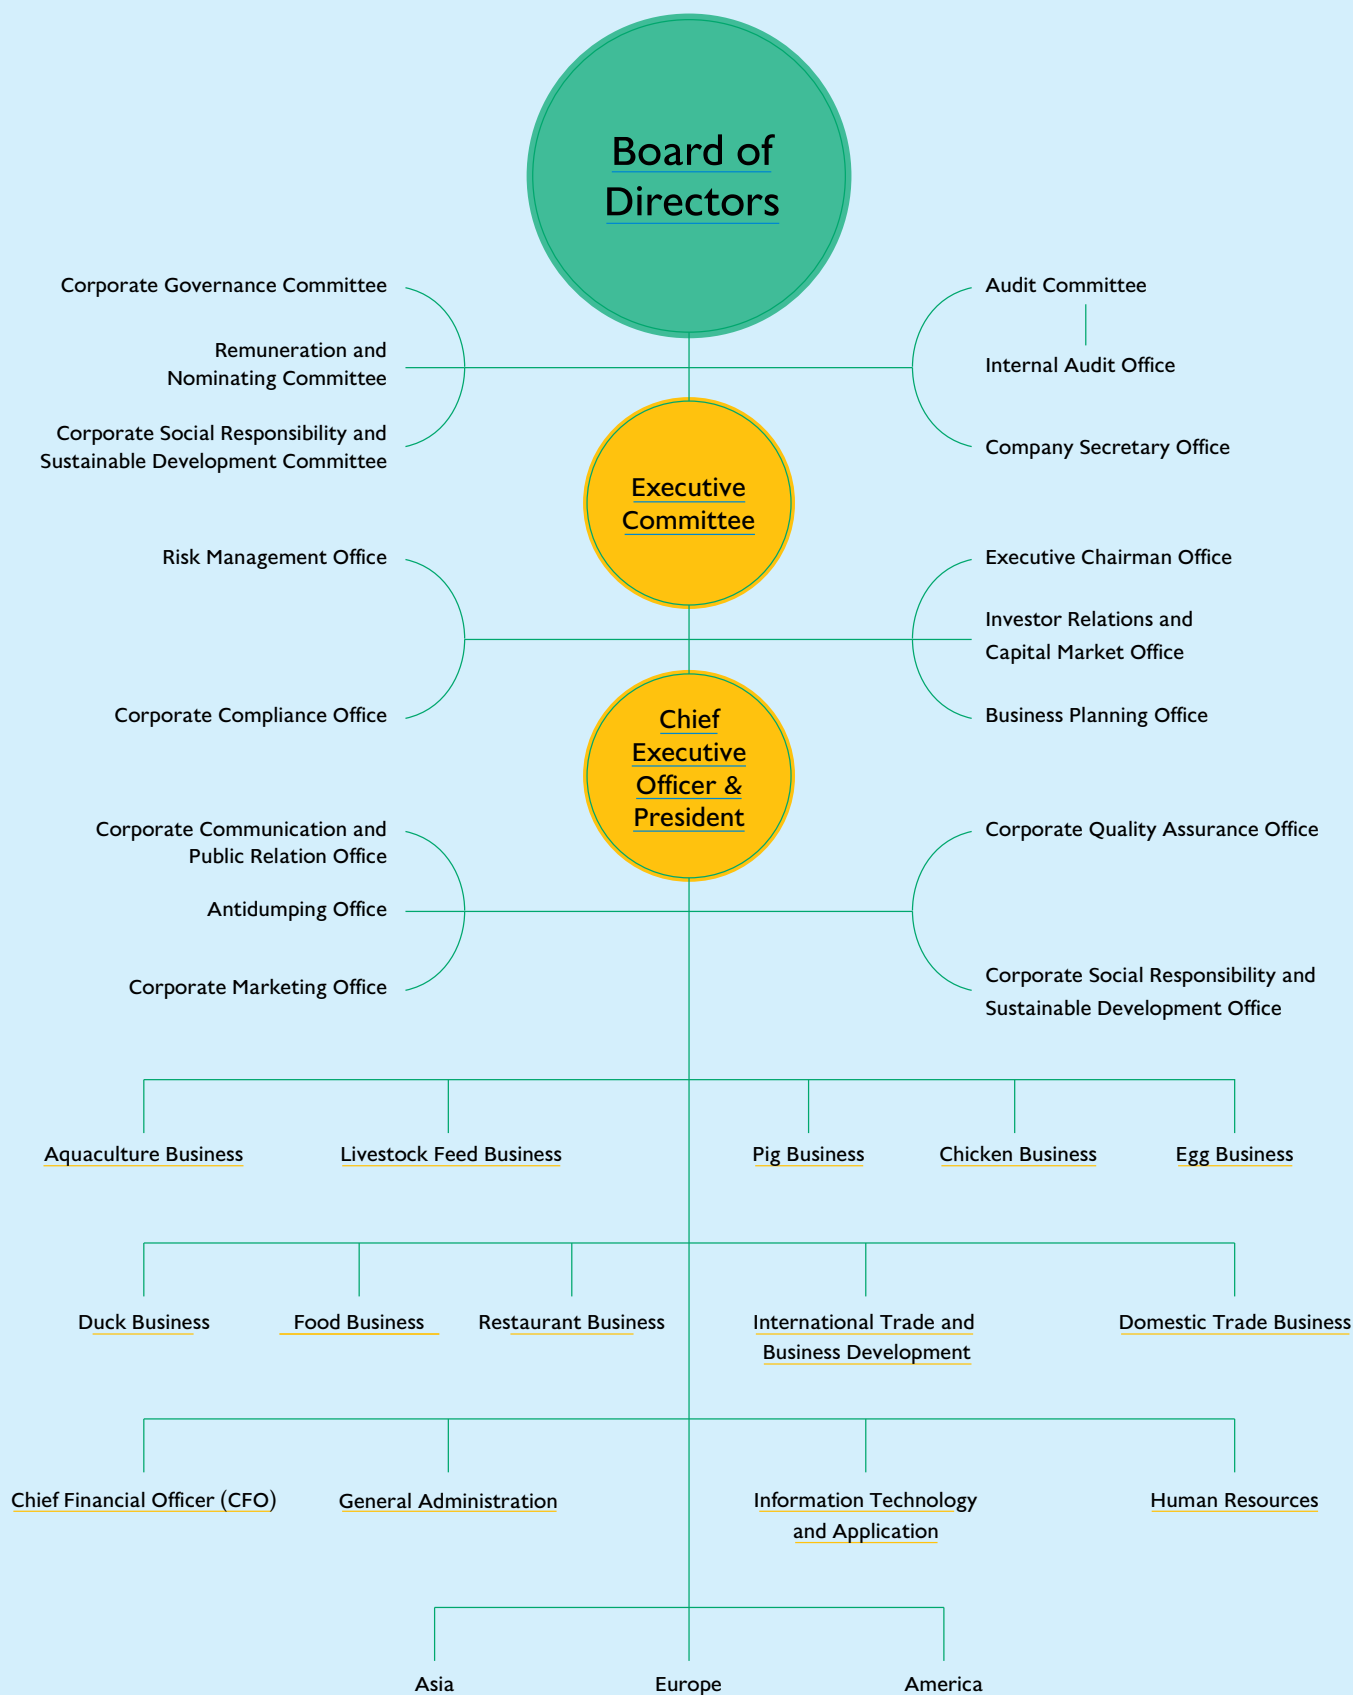 Board of
Directors
Corporate Governance Committee
Audit Committee
Remuneration and
Nominating Committee
Internal Audit Office
Corporate Social Responsibility and
Sustainable Development Committee
Company Secretary Office
Executive
Committee
Risk Management Office
Executive Chairman Office
Investor Relations and
Capital Market Office
Corporate Compliance Office
Business Planning Office
Chief
Executive
Officer &
President
Corporate Communication and
Public Relation Office
Corporate Quality Assurance Office
Antidumping Office
Corporate Marketing Office
Corporate Social Responsibility and
Sustainable Development Office
Aquaculture Business
Livestock Feed Business
Pig Business
Chicken Business
Egg Business
Duck Business
Food Business
Restaurant Business
International Trade and
Business Development
Domestic Trade Business
Chief Financial Officer (CFO)
General Administration
Information Technology
and Application
Human Resources
Asia
Europe
America